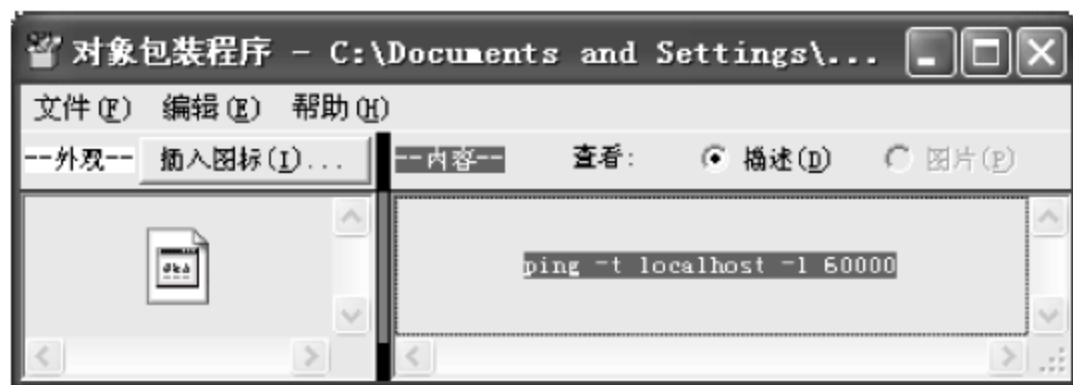 对象包装程序 - C:\Documents and Settings\...
文件(F) 编辑(E) 帮助(H)
--外观-- 插入图标(I)... --内容-- 查看: 描述(D) 图片(P)
ping -t localhost -l 60000